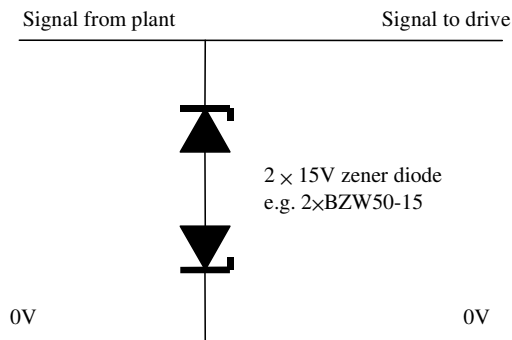 Signal from plant
Signal to drive
2 × 15V zener diode
e.g. 2×BZW50-15
0V
0V